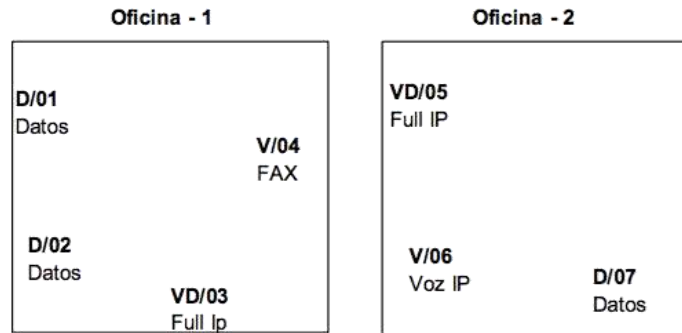 Oficina - 1
D/01
Datos
V/04
FAX
D/02
Datos
VD/03
Full Ip
Oficina - 2
VD/05
Full IP
V/06
Voz IP
D/07
Datos